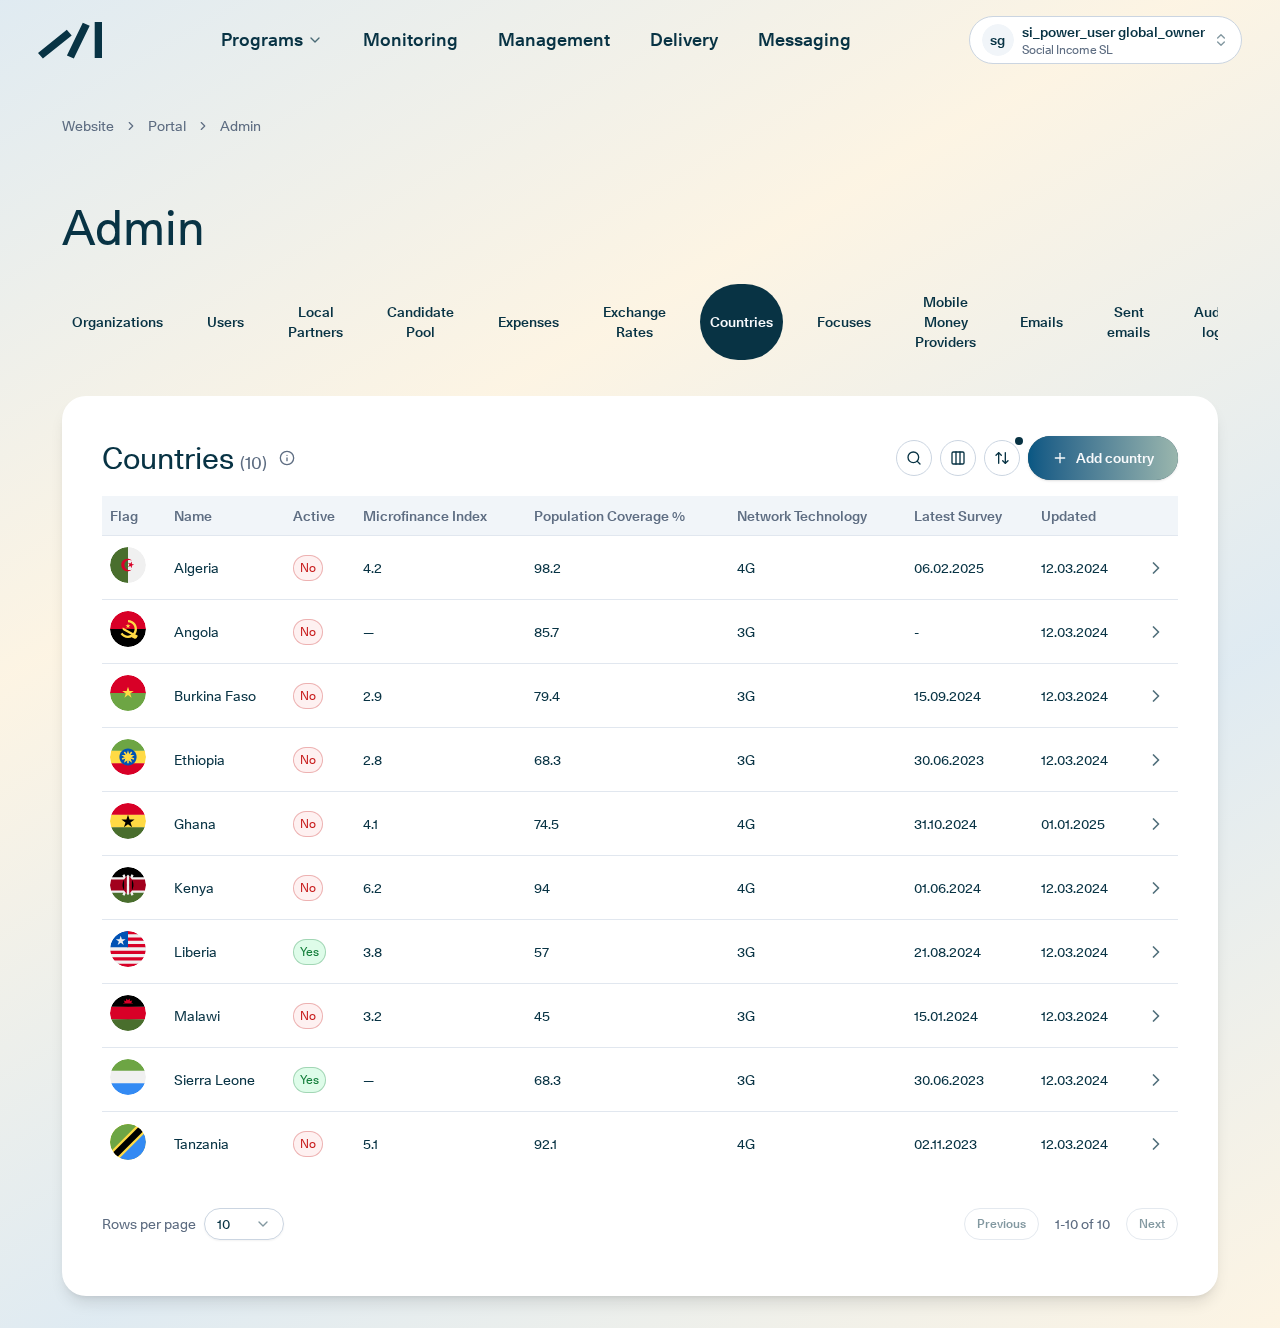 Programs Monitoring Management Delivery Messaging
sg si_power_user global_owner
Social Income SL
Website Portal Admin
Admin
Organizations Users Local Partners Candidate Pool Expenses Exchange Rates Countries Focuses Mobile Money Providers Emails Sent emails
Countries (10) Add country
Flag Name Active Microfinance Index Population Coverage % Network Technology Latest Survey Updated
Algeria No 4.2 98.2 4G 06.02.2025 12.03.2024
Angola No — 85.7 3G - 12.03.2024
Burkina Faso No 2.9 79.4 3G 15.09.2024 12.03.2024
Ethiopia No 2.8 68.3 3G 30.06.2023 12.03.2024
Ghana No 4.1 74.5 4G 31.10.2024 01.01.2025
Kenya No 6.2 94 4G 01.06.2024 12.03.2024
Liberia Yes 3.8 57 3G 21.08.2024 12.03.2024
Malawi No 3.2 45 3G 15.01.2024 12.03.2024
Sierra Leone Yes — 68.3 3G 30.06.2023 12.03.2024
Tanzania No 5.1 92.1 4G 02.11.2023 12.03.2024
Rows per page 10 Previous 1-10 of 10 Next